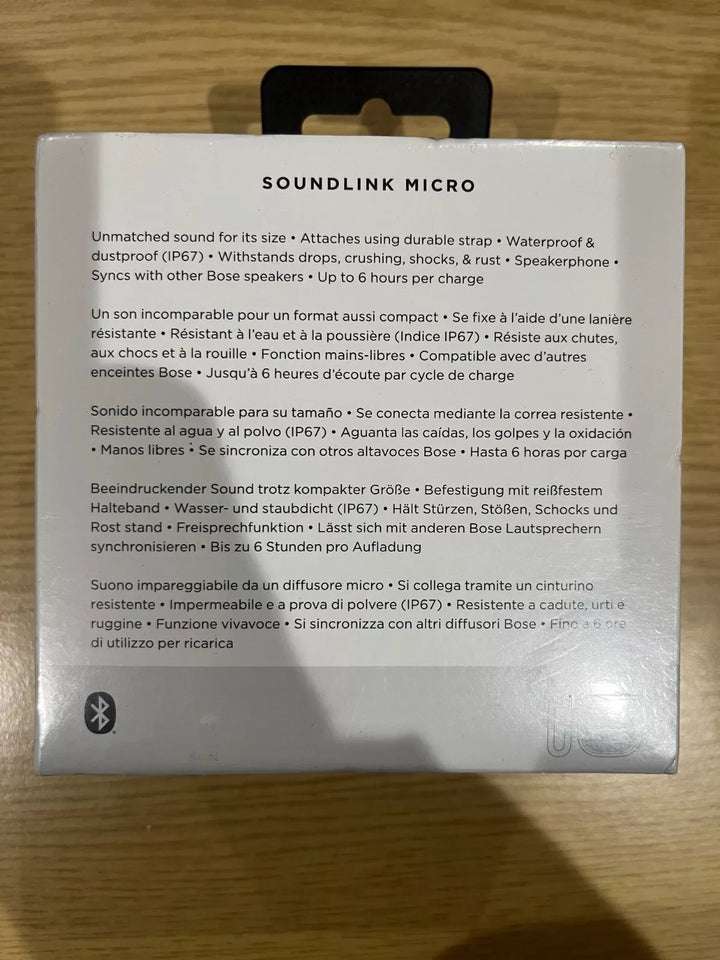 SOUNDLINK MICRO
Unmatched sound for its size • Attaches using durable strap • Waterproof &
dustproof (IP67) • Withstands drops, crushing, shocks, & rust • Speakerphone •
Syncs with other Bose speakers • Up to 6 hours per charge
Un son incomparable pour un format aussi compact • Se fixe à l'aide d'une lanière
résistante • Résistant à l'eau et à la poussière (Indice IP67) • Résiste aux chutes,
aux chocs et à la rouille • Fonction mains-libres • Compatible avec d'autres
enceintes Bose • Jusqu'à 6 heures d'écoute par cycle de charge
Sonido incomparable para su tamaño • Se conecta mediante la correa resistente •
Resistente al agua y al polvo (IP67) • Aguanta las caídas, los golpes y la oxidación
• Manos libres • Se sincroniza con otros altavoces Bose • Hasta 6 horas por carga
Beeindruckender Sound trotz kompakter Größe • Befestigung mit reißfestem
Halteband • Wasser- und staubdicht (IP67) • Hält Stürzen, Stößen, Schocks und
Rost stand • Freisprechfunktion • Lässt sich mit anderen Bose Lautsprechern
synchronisieren • Bis zu 6 Stunden pro Aufladung
Suono impareggiabile da un diffusore micro • Si collega tramite un cinturino
resistente • Impermeabile e a prova di polvere (IP67) • Resistente a cadute, urti e
ruggine • Funzione vivavoce • Si sincronizza con altri diffusori Bose • Fino a 6 ore
di utilizzo per ricarica